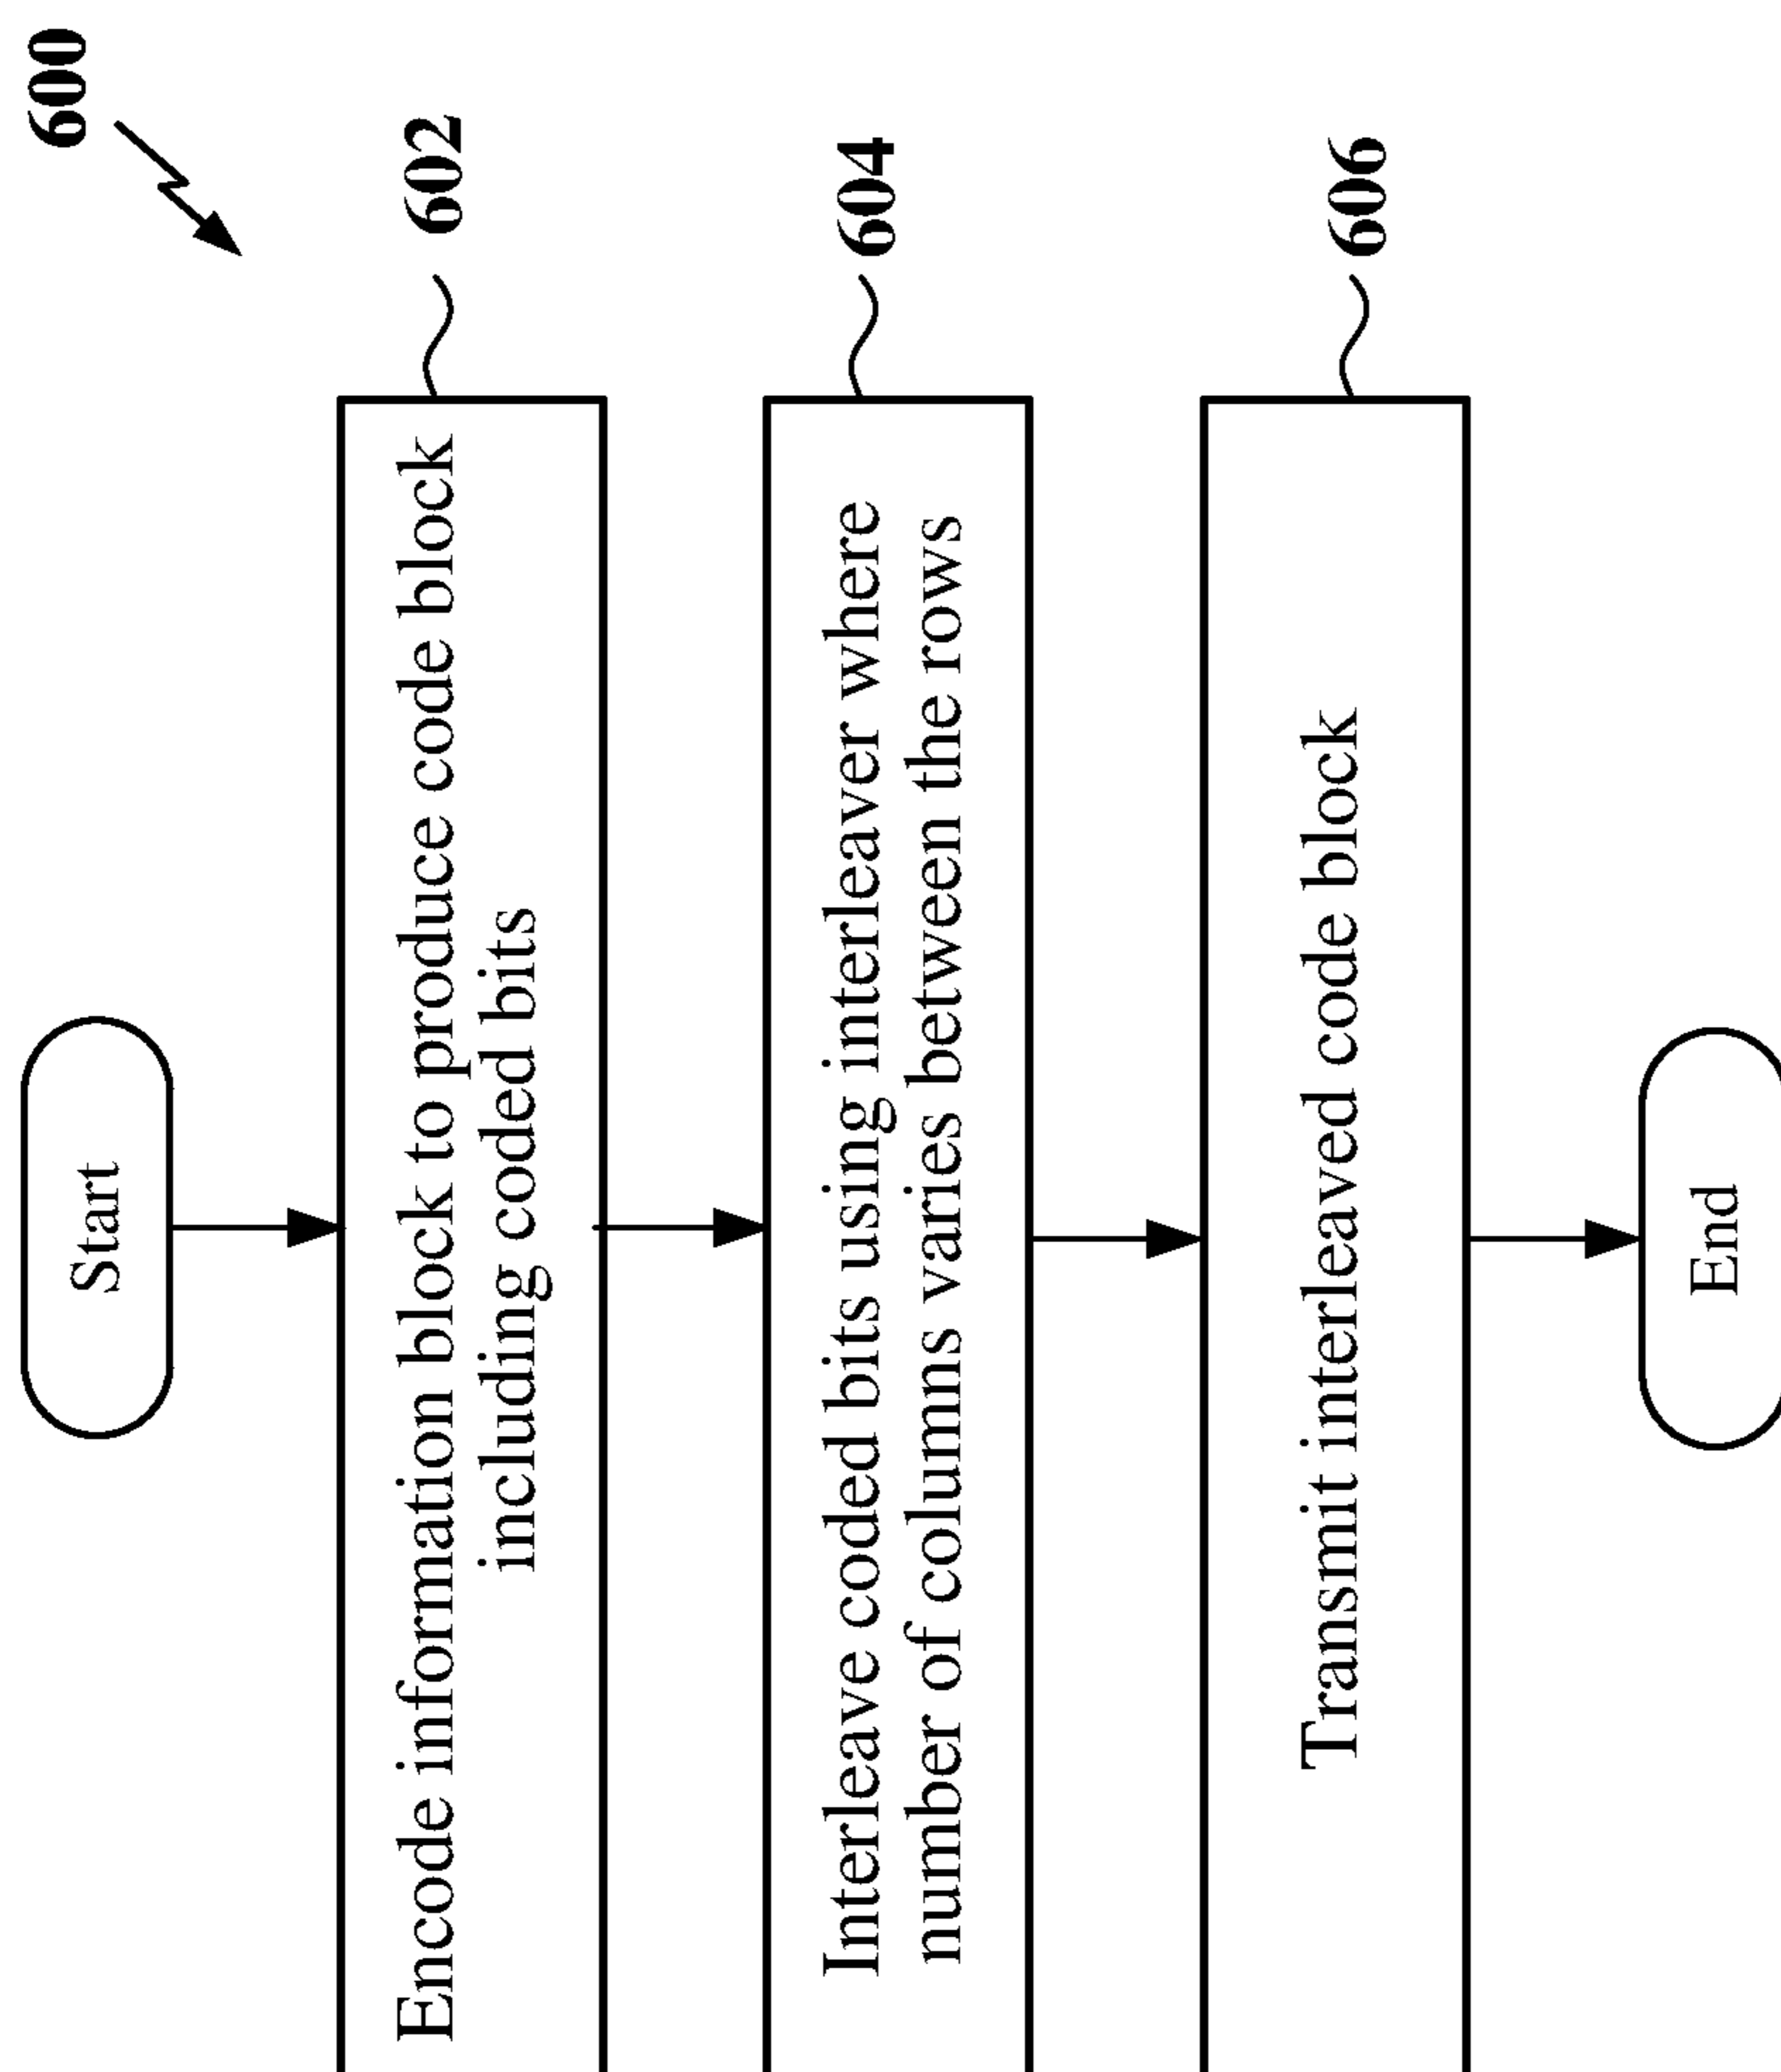 600
Start
Encode information block to produce code block
including coded bits
602
Interleave coded bits using interleaver where
number of columns varies between the rows
604
Transmit interleaved code block
606
End